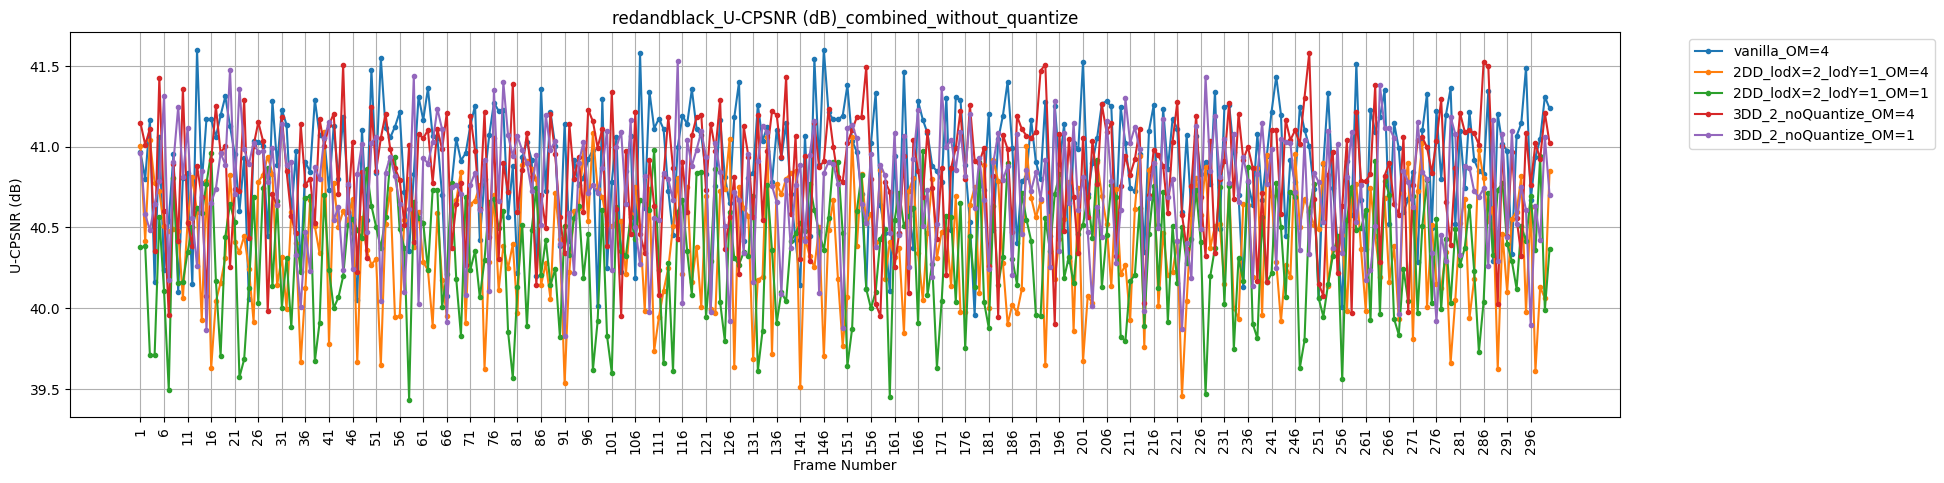 redandblack_U-CPSNR (dB)_combined_without_quantize
U-CPSNR (dB)
41.5
41.0
40.5
40.0
39.5
1 6 11 16 21 26 31 36 41 46 51 56 61 66 71 76 81 86 91 96 101 106 111 116 121 126 131 136 141 146 151 156 161 166 171 176 181 186 191 196 201 206 211 216 221 226 231 236 241 246 251 256 261 266 271 276 281 286 291 296
Frame Number
vanilla_OM=4
2DD_lodX=2_lodY=1_OM=4
2DD_lodX=2_lodY=1_OM=1
3DD_2_noQuantize_OM=4
3DD_2_noQuantize_OM=1